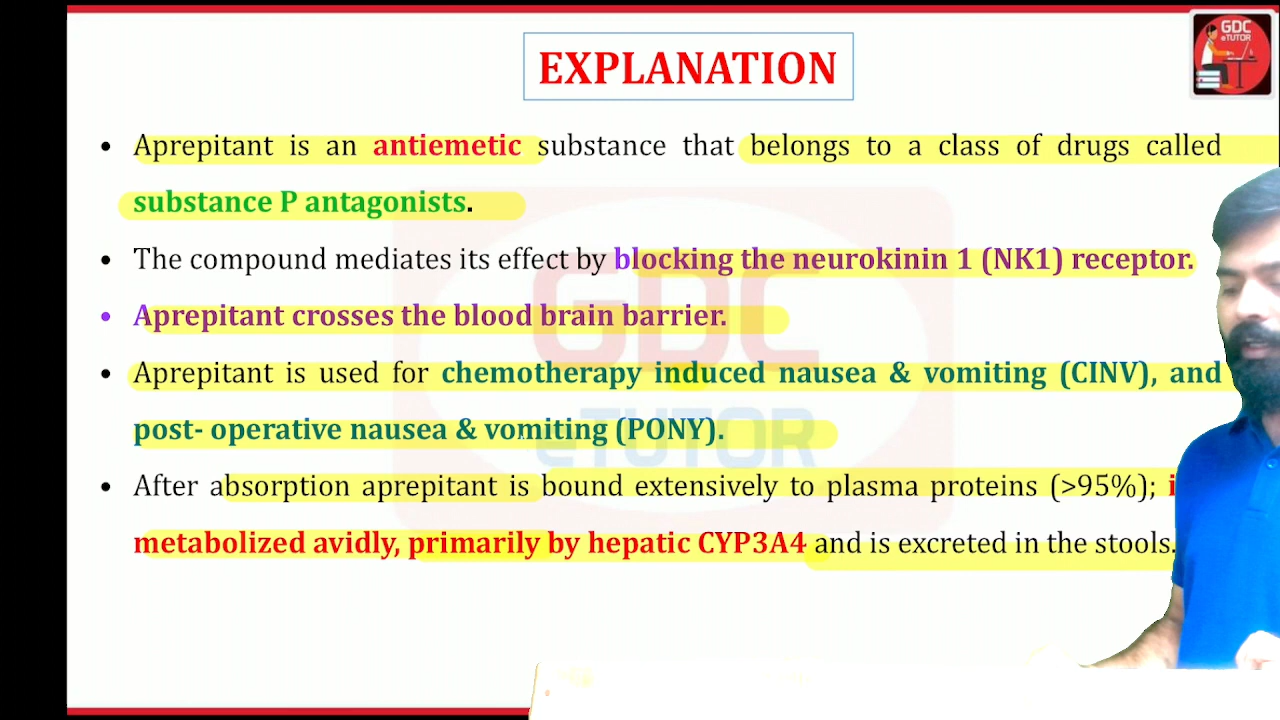 GDC
eTUTOR
EXPLANATION
• Aprepitant is an antiemetic substance that belongs to a class of drugs called
substance P antagonists.
• The compound mediates its effect by blocking the neurokinin 1 (NK1) receptor.
• Aprepitant crosses the blood brain barrier.
• Aprepitant is used for chemotherapy induced nausea & vomiting (CINV), and
post- operative nausea & vomiting (PONY).
• After absorption aprepitant is bound extensively to plasma proteins (>95%);
metabolized avidly, primarily by hepatic CYP3A4 and is excreted in the stools.
GDC
eTUTOR